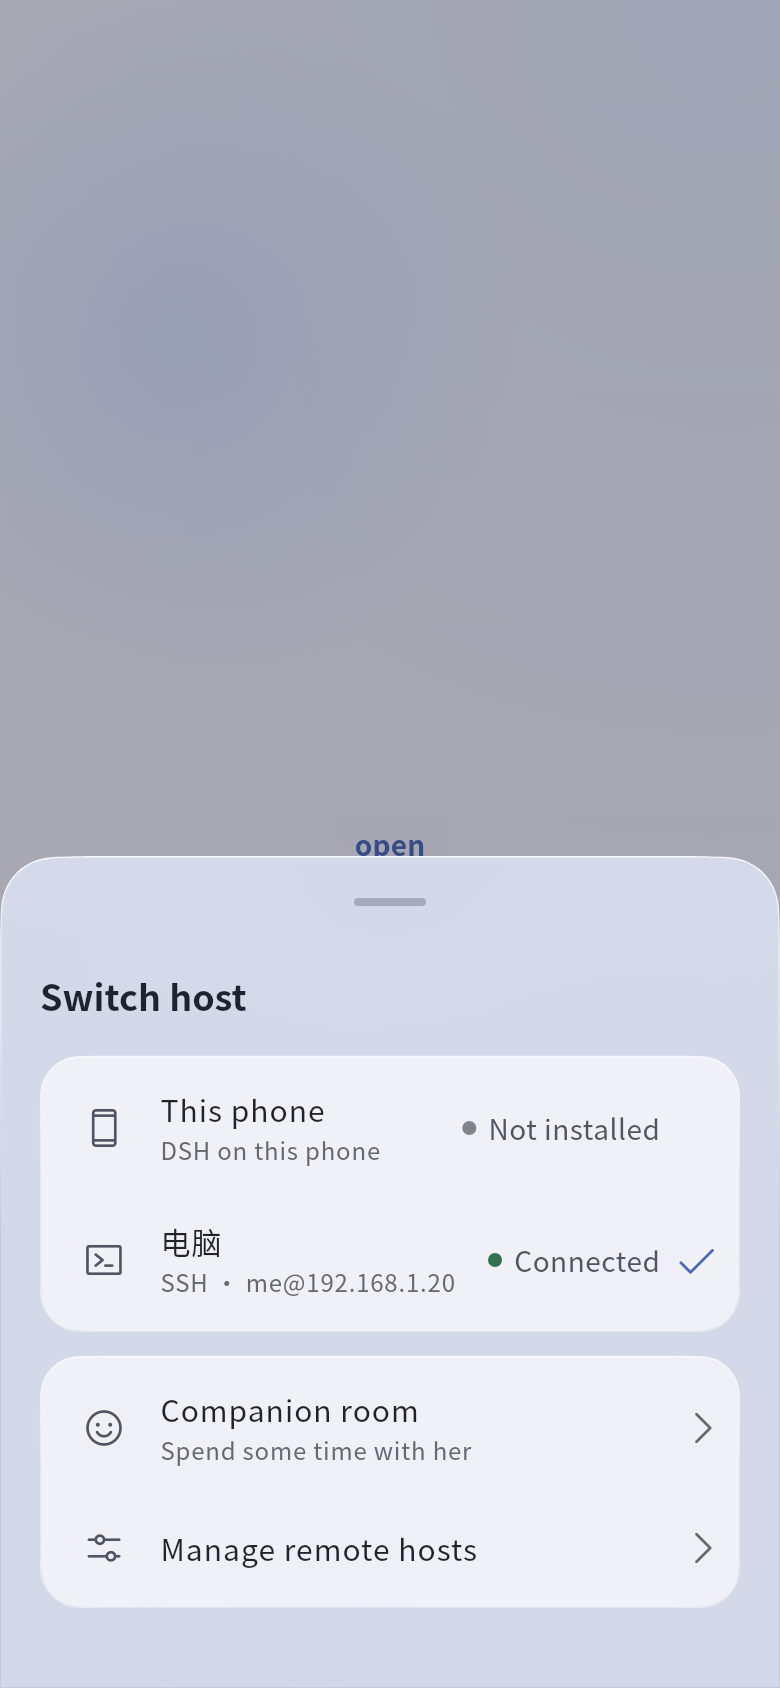 open
Switch host
This phone
DSH on this phone
Not installed
电脑
SSH · me@192.168.1.20
Connected
Companion room
Spend some time with her
Manage remote hosts